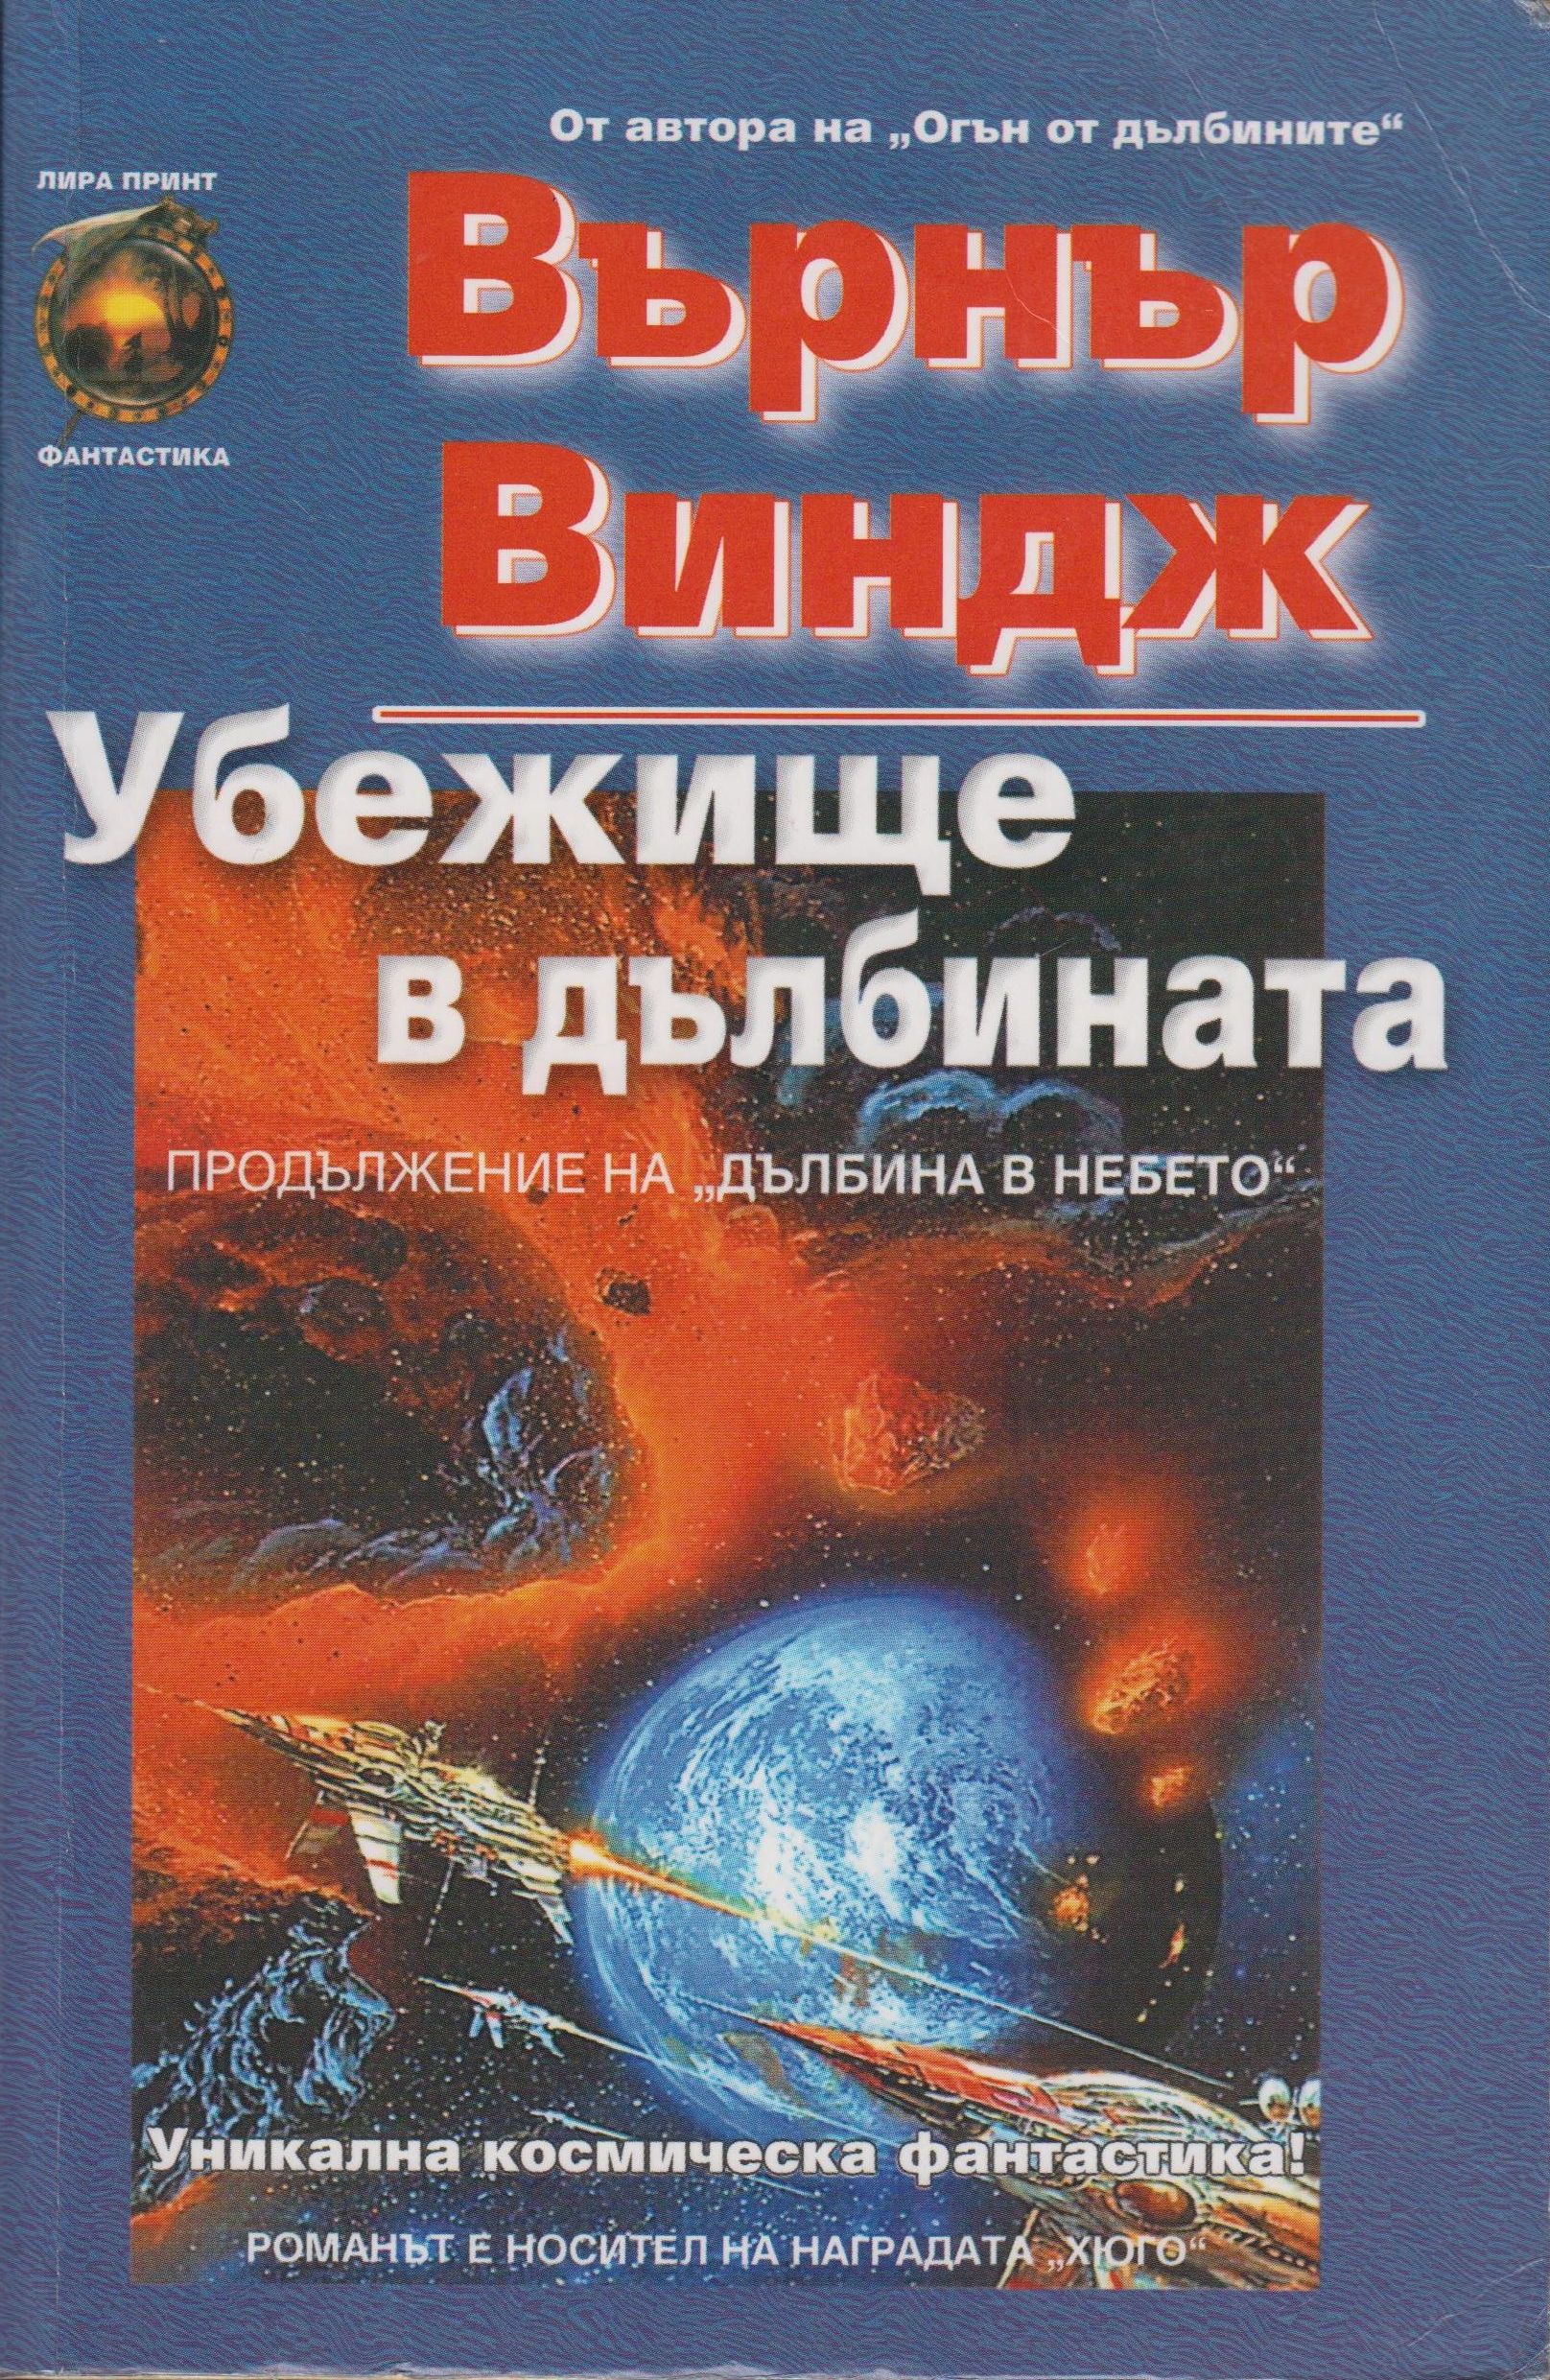 От автора на „Огън от дълбините“
ЛИРА ПРИНТ
ФАНТАСТИКА
Върнър
Виндж
Убежище
в дълбината
ПРОДЪЛЖЕНИЕ НА „ДЪЛБИНА В НЕБЕТО“
Уникална космическа фантастика!
РОМАНЪТ Е НОСИТЕЛ НА НАГРАДАТА „ХЮГО“